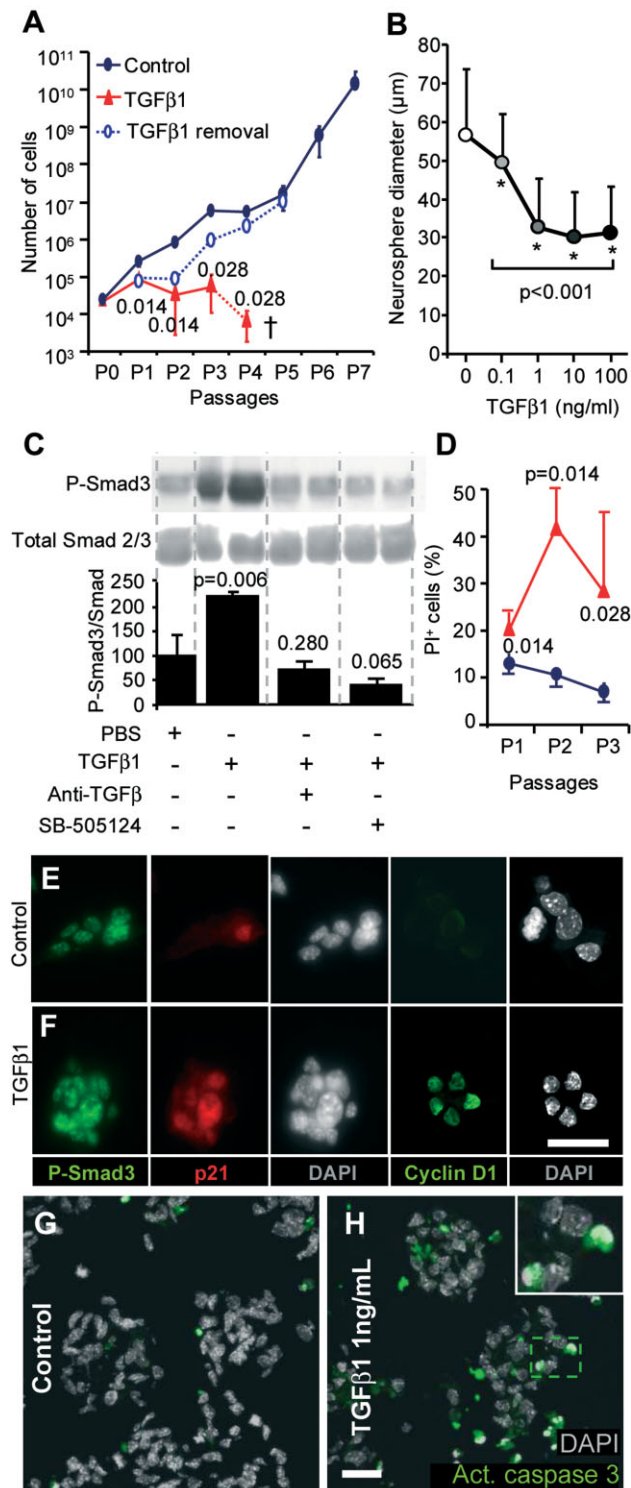 A
Number of cells
10¹¹
10¹⁰
10⁹
10⁸
10⁷
10⁶
10⁵
10⁴
10³
Control
TGFβ1
TGFβ1 removal
0.014
0.014
0.028
0.028
†
P0 P1 P2 P3 P4 P5 P6 P7
Passages
B
Neurosphere diameter (µm)
80
70
60
50
40
30
20
10
0
*
*
*
*
p<0.001
0 0.1 1 10 100
TGFβ1 (ng/ml)
C
P-Smad3
Total Smad 2/3
P-Smad3/Smad
250
200
150
100
50
0
p=0.006
0.280
0.065
PBS + - - -
TGFβ1 - + + +
Anti-TGFβ - - + -
SB-505124 - - - +
D
PI⁺ cells (%)
50
40
30
20
10
0
p=0.014
0.014
0.028
P1 P2 P3
Passages
E
Control
F
TGFβ1
P-Smad3 p21 DAPI Cyclin D1 DAPI
G
Control
H
TGFβ1 1ng/mL
DAPI
Act. caspase 3